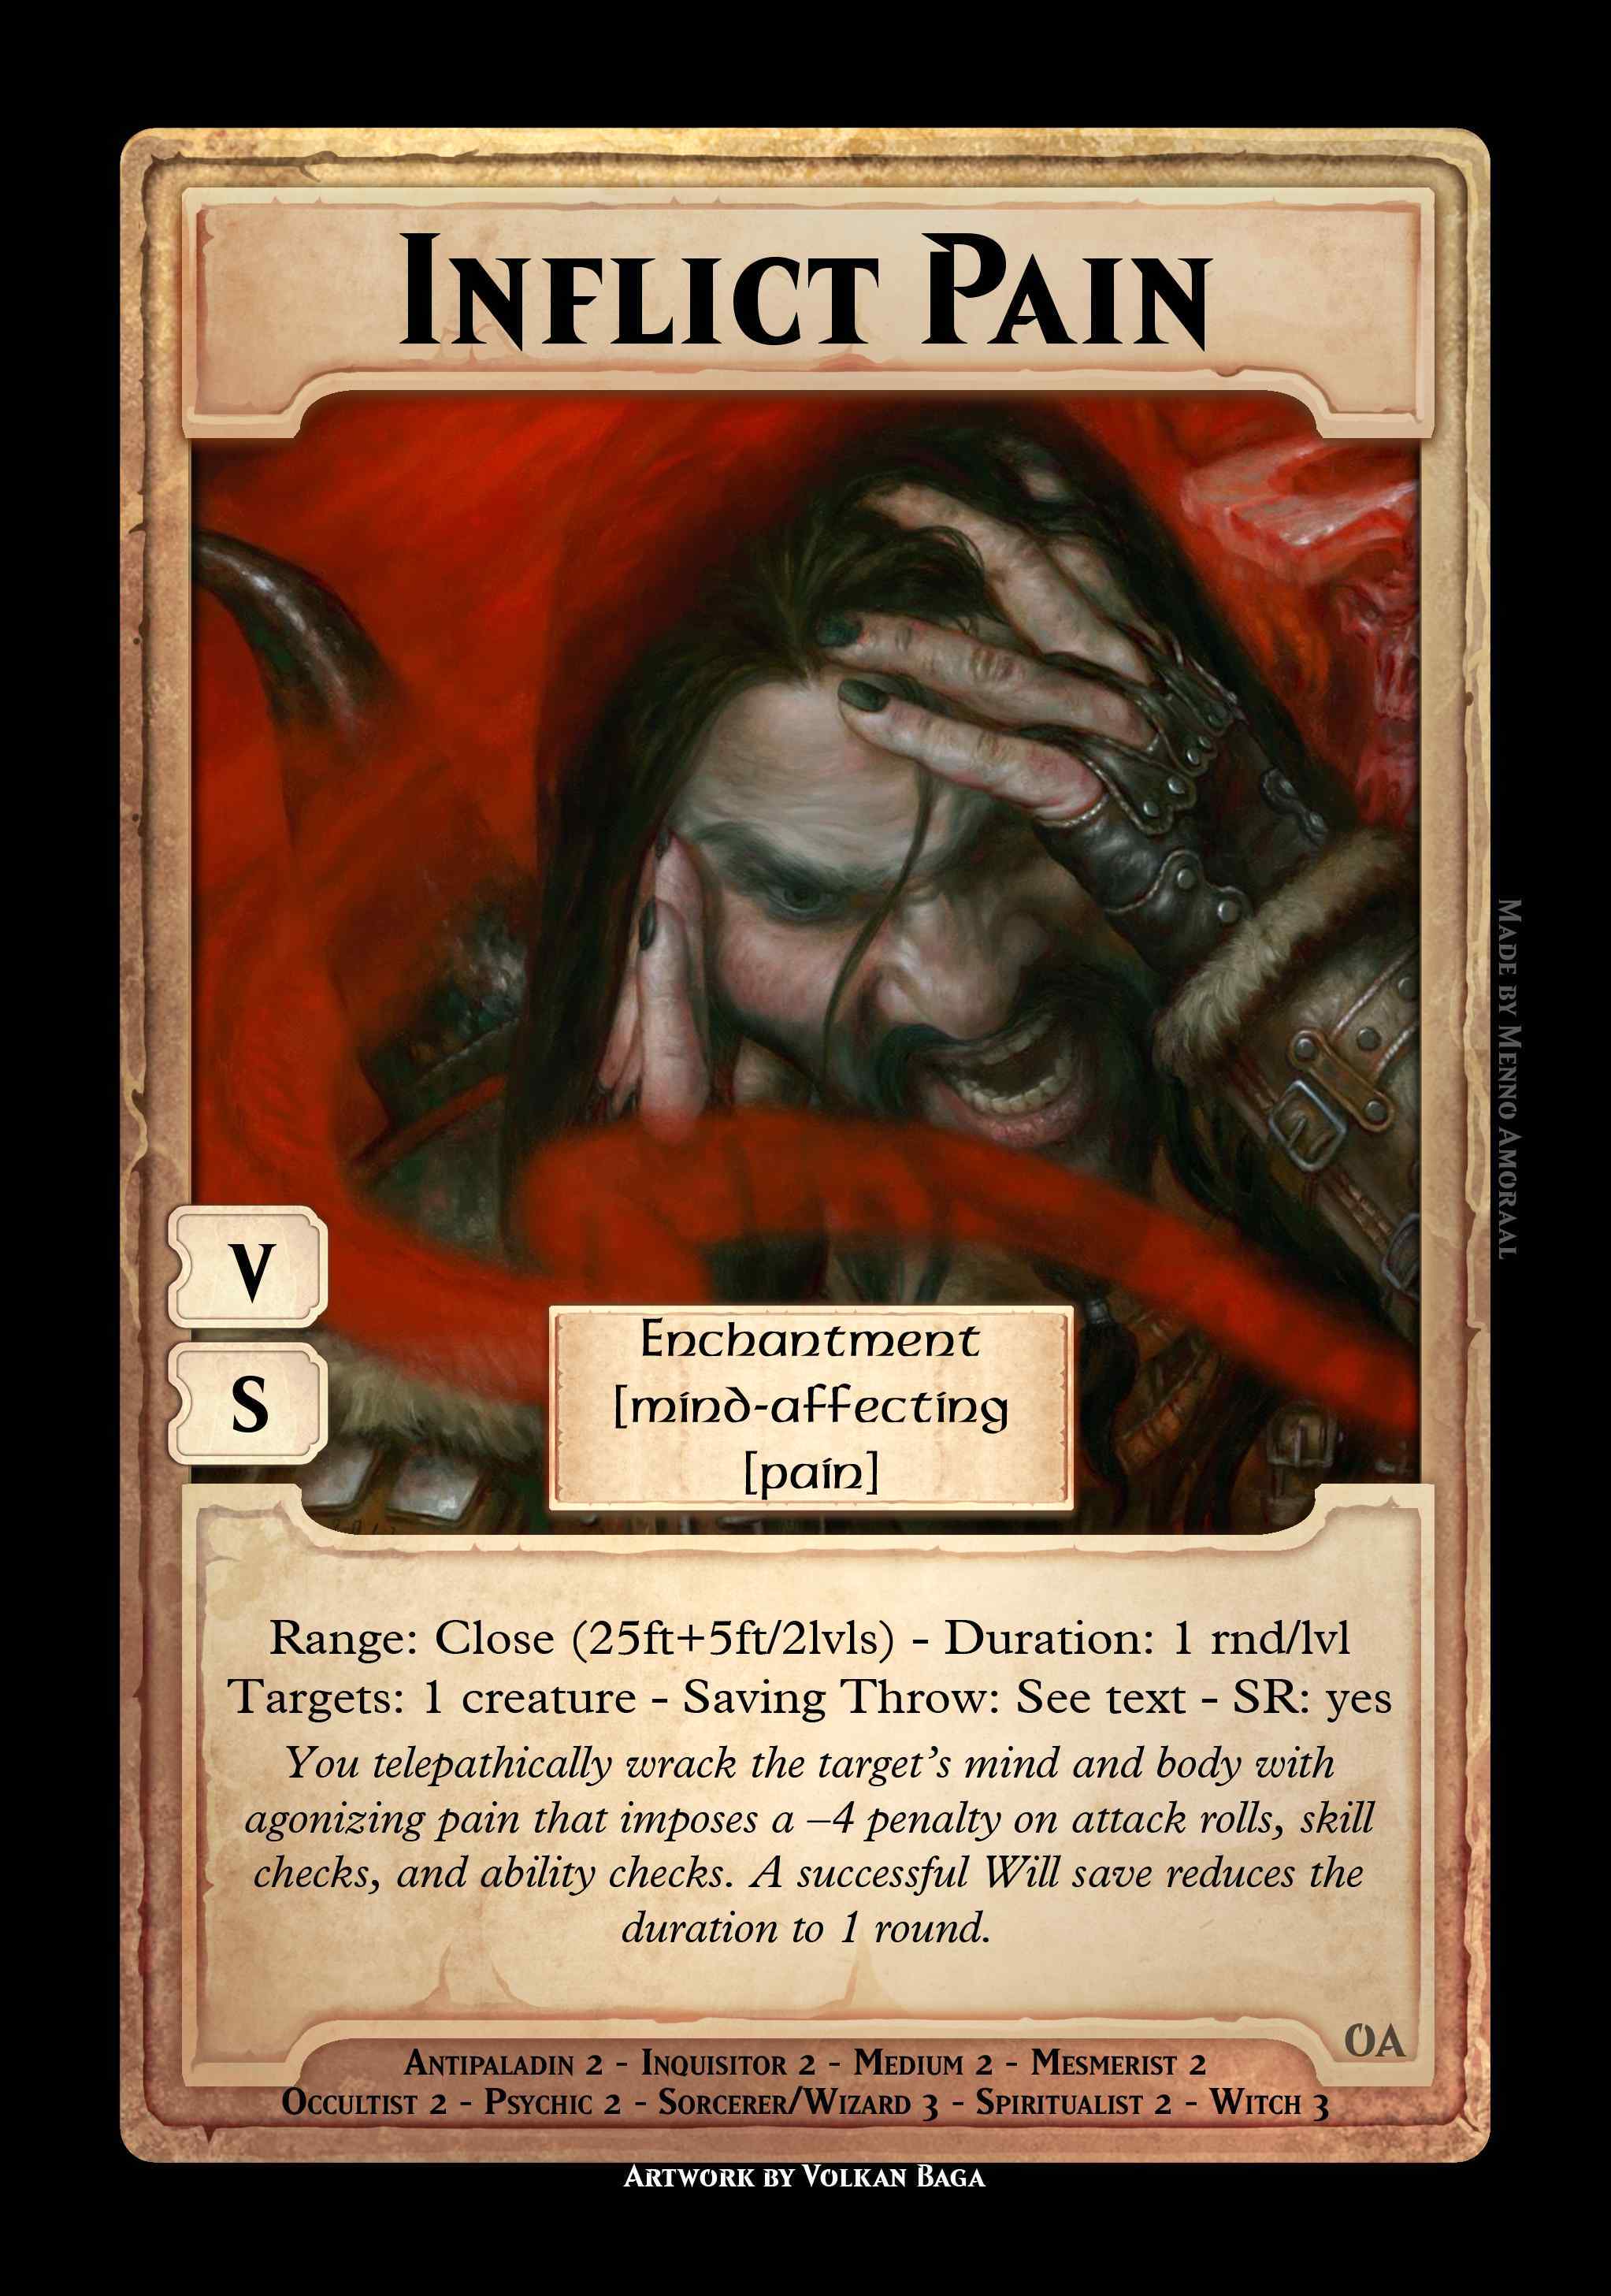 Inflict Pain
V
S
Enchantment
[mind-affecting
[pain]
Range: Close (25ft+5ft/2lvls) - Duration: 1 rnd/lvl
Targets: 1 creature - Saving Throw: See text - SR: yes
You telepathically wrack the target’s mind and body with
agonizing pain that imposes a –4 penalty on attack rolls, skill
checks, and ability checks. A successful Will save reduces the
duration to 1 round.
OA
Antipaladin 2 - Inquisitor 2 - Medium 2 - Mesmerist 2
Occultist 2 - Psychic 2 - Sorcerer/Wizard 3 - Spiritualist 2 - Witch 3
Artwork by Volkan Baga
Made by Menno Amoraal